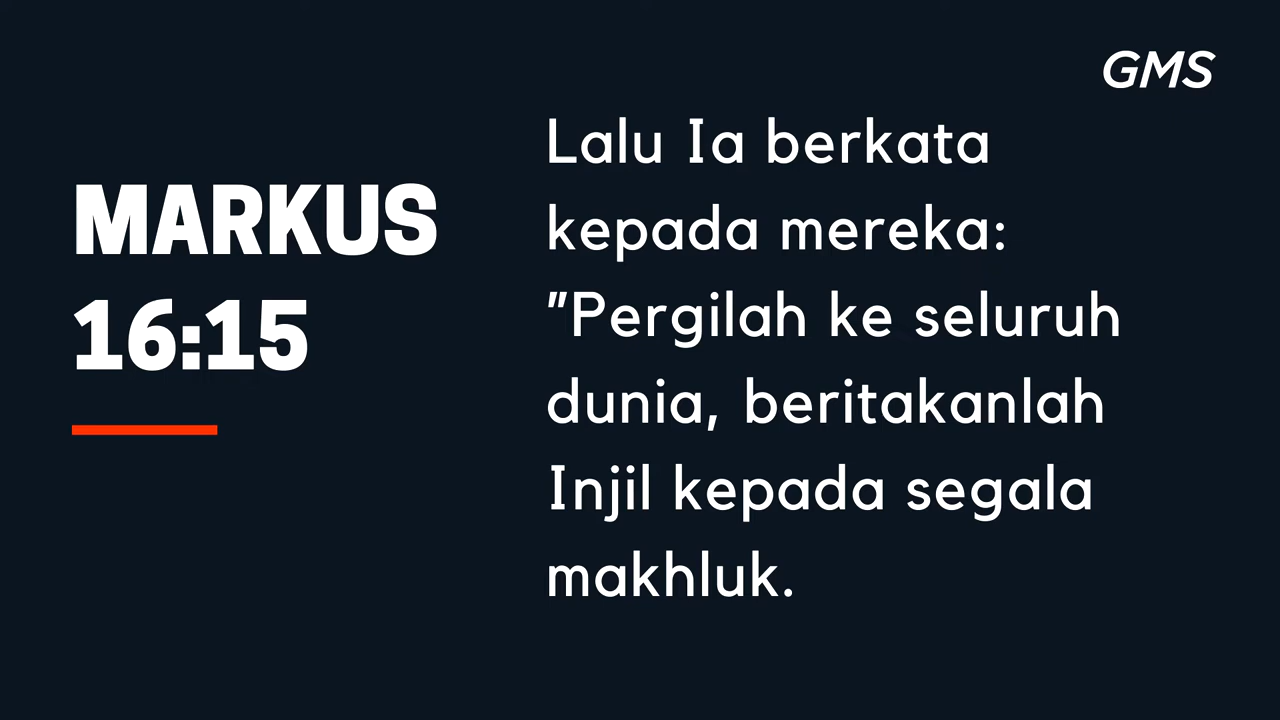 GMS
MARKUS
16:15
Lalu Ia berkata
kepada mereka:
"Pergilah ke seluruh
dunia, beritakanlah
Injil kepada segala
makhluk.